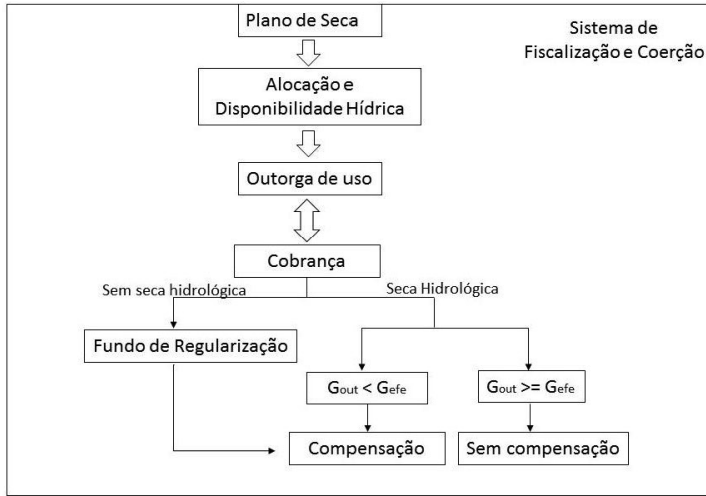 Plano de Seca
Sistema de
Fiscalização e Coerção
Alocação e
Disponibilidade Hídrica
Outorga de uso
Cobrança
Sem seca hidrológica
Seca Hidrológica
Fundo de Regularização
Gout < Gefe
Gout >= Gefe
Compensação
Sem compensação